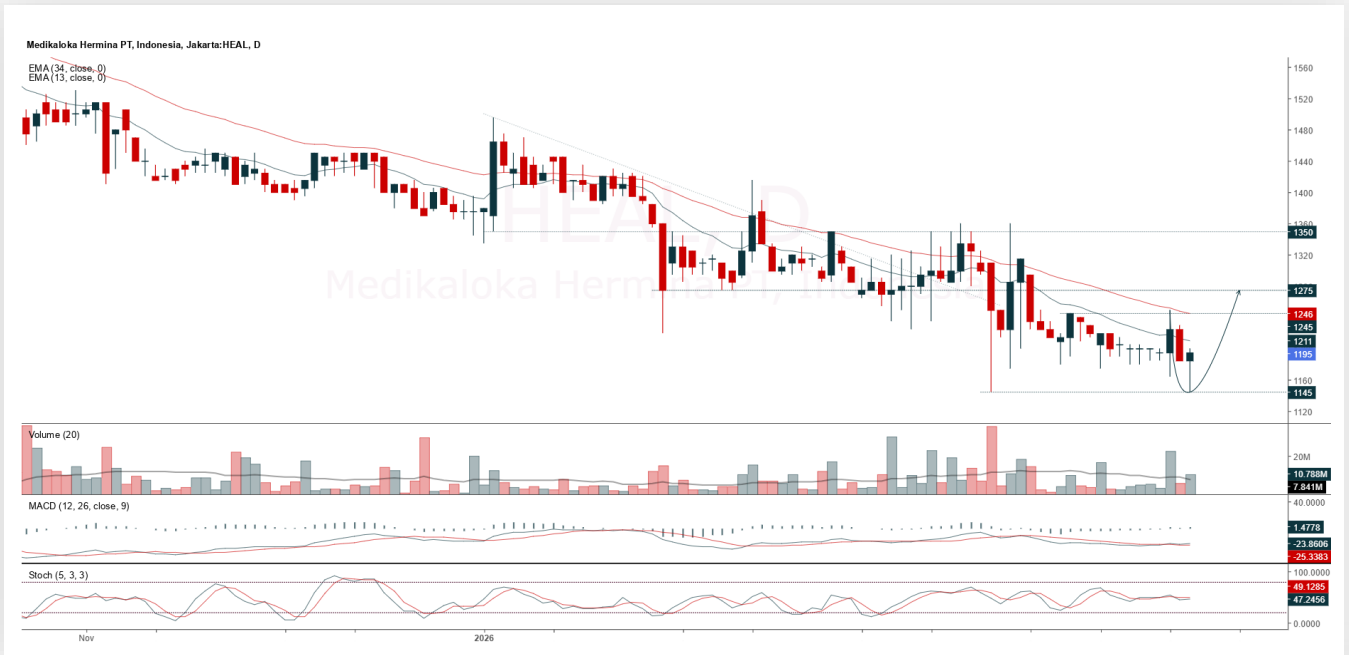 Medikaloka Hermina PT, Indonesia, Jakarta:HEAL, D
EMA (34, close, 0)
EMA (13, close, 0)
HEAL, D
Medikaloka Hermina PT, Indonesia
1560
1520
1480
1440
1400
1360
1350
1320
1275
1246
1245
1211
1195
1160
1145
1120
Volume (20)
20M
10.788M
7.841M
MACD (12, 26, close, 9)
40.0000
1.4778
-23.8606
-25.3383
Stoch (5, 3, 3)
100.0000
49.1285
47.2456
0.0000
Nov
2026